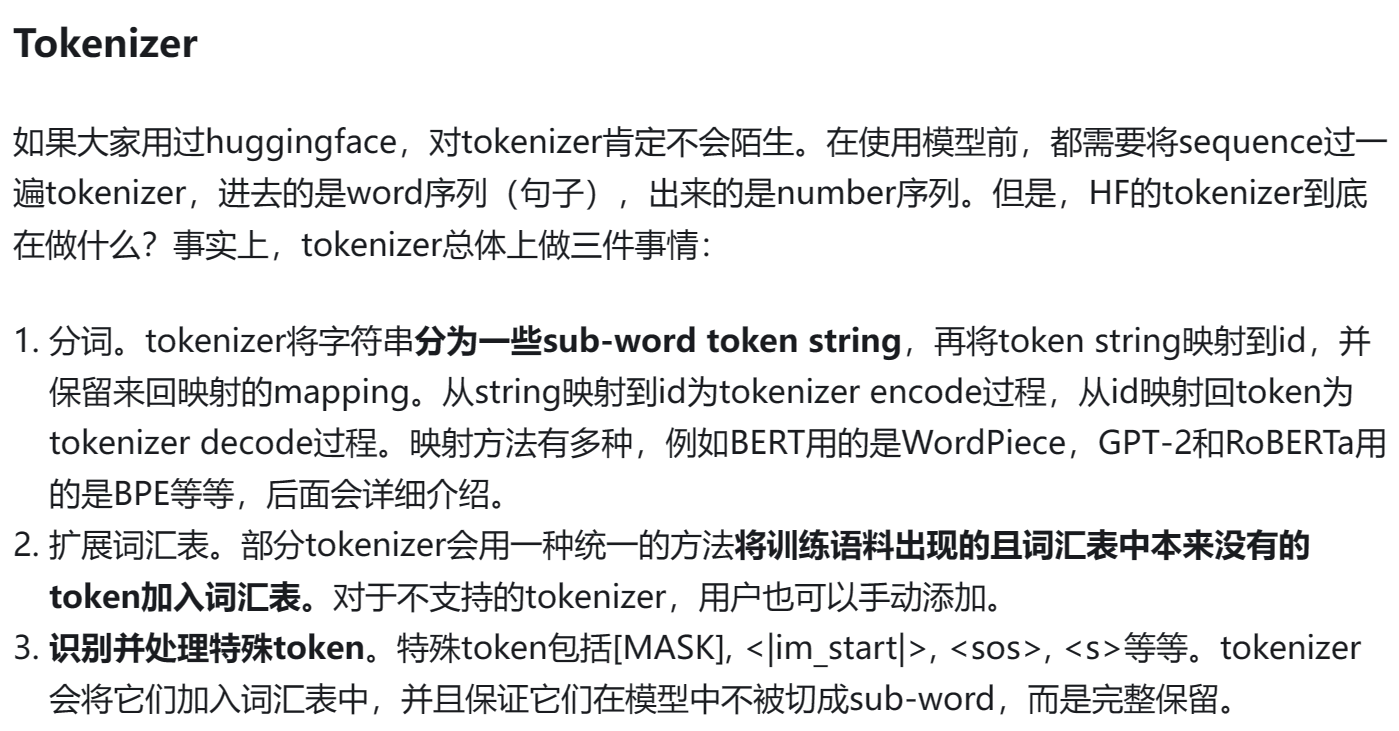 Tokenizer
如果大家用过huggingface，对tokenizer肯定不会陌生。在使用模型前，都需要将sequence过一
遍tokenizer，进去的是word序列（句子），出来的是number序列。但是，HF的tokenizer到底
在做什么？事实上，tokenizer总体上做三件事情：
1. 分词。tokenizer将字符串分为一些sub-word token string，再将token string映射到id，并
保留来回映射的mapping。从string映射到id为tokenizer encode过程，从id映射回token为
tokenizer decode过程。映射方法有多种，例如BERT用的是WordPiece，GPT-2和RoBERTa用
的是BPE等等，后面会详细介绍。
2. 扩展词汇表。部分tokenizer会用一种统一的方法将训练语料出现的且词汇表中本来没有的
token加入词汇表。对于不支持的tokenizer，用户也可以手动添加。
3. 识别并处理特殊token。特殊token包括[MASK], <|im_start|>, <sos>, <s>等等。tokenizer
会将它们加入词汇表中，并且保证它们在模型中不被切成sub-word，而是完整保留。